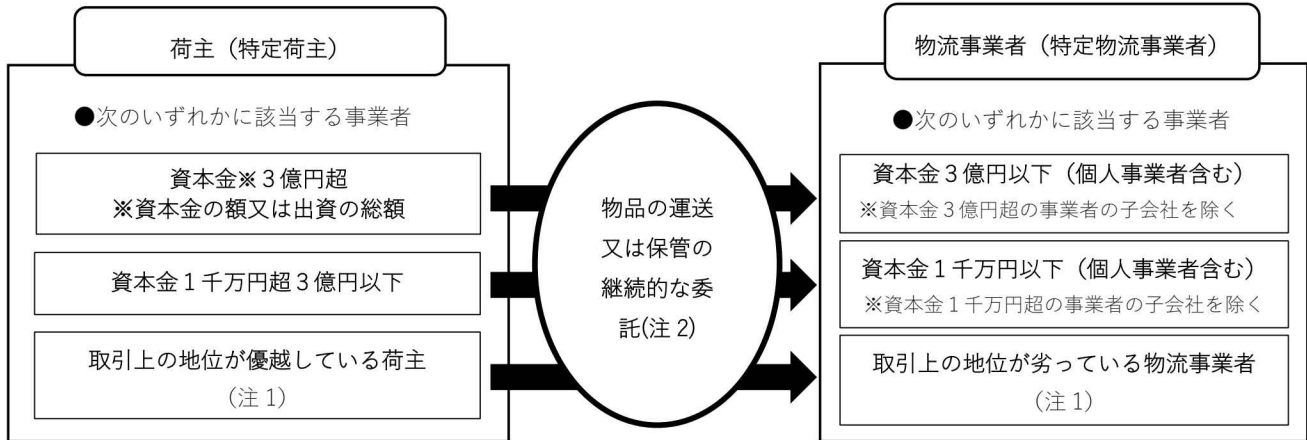 荷主（特定荷主）
●次のいずれかに該当する事業者
資本金※３億円超
※資本金の額又は出資の総額
資本金１千万円超３億円以下
取引上の地位が優越している荷主
（注１）
物品の運送
又は保管の
継続的な委
託(注２)
物流事業者（特定物流事業者）
●次のいずれかに該当する事業者
資本金３億円以下（個人事業者含む）
※資本金３億円超の事業者の子会社を除く
資本金１千万円以下（個人事業者含む）
※資本金１千万円超の事業者の子会社を除く
取引上の地位が劣っている物流事業者
（注１）